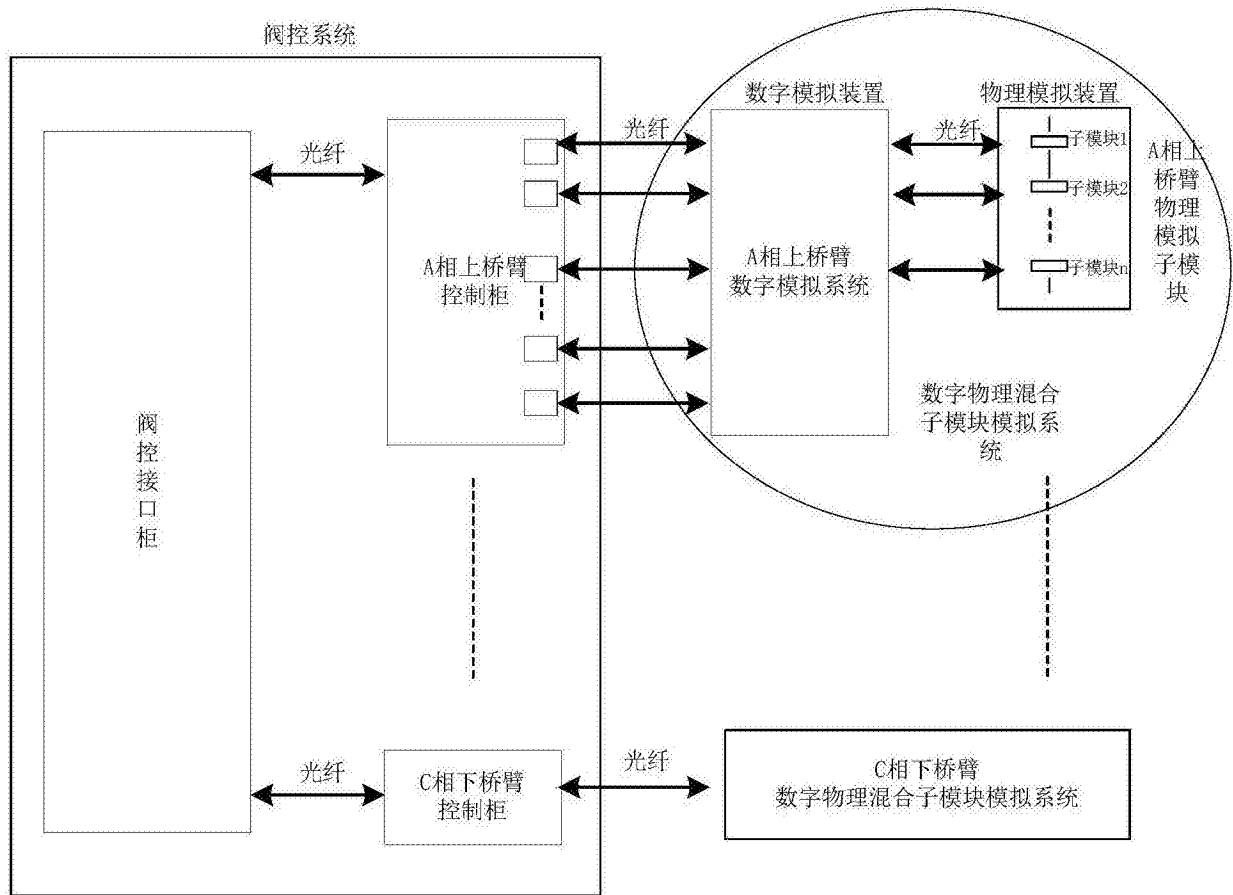 阀控系统
阀
控
接
口
柜
光纤
A相上桥臂
控制柜
光纤
数字模拟装置
A相上桥臂
数字模拟系统
光纤
物理模拟装置
子模块1
子模块2
子模块n
A相上
桥臂
物理
模拟
子模
块
数字物理混合
子模块模拟系
统
光纤
C相下桥臂
控制柜
光纤
C相下桥臂
数字物理混合子模块模拟系统